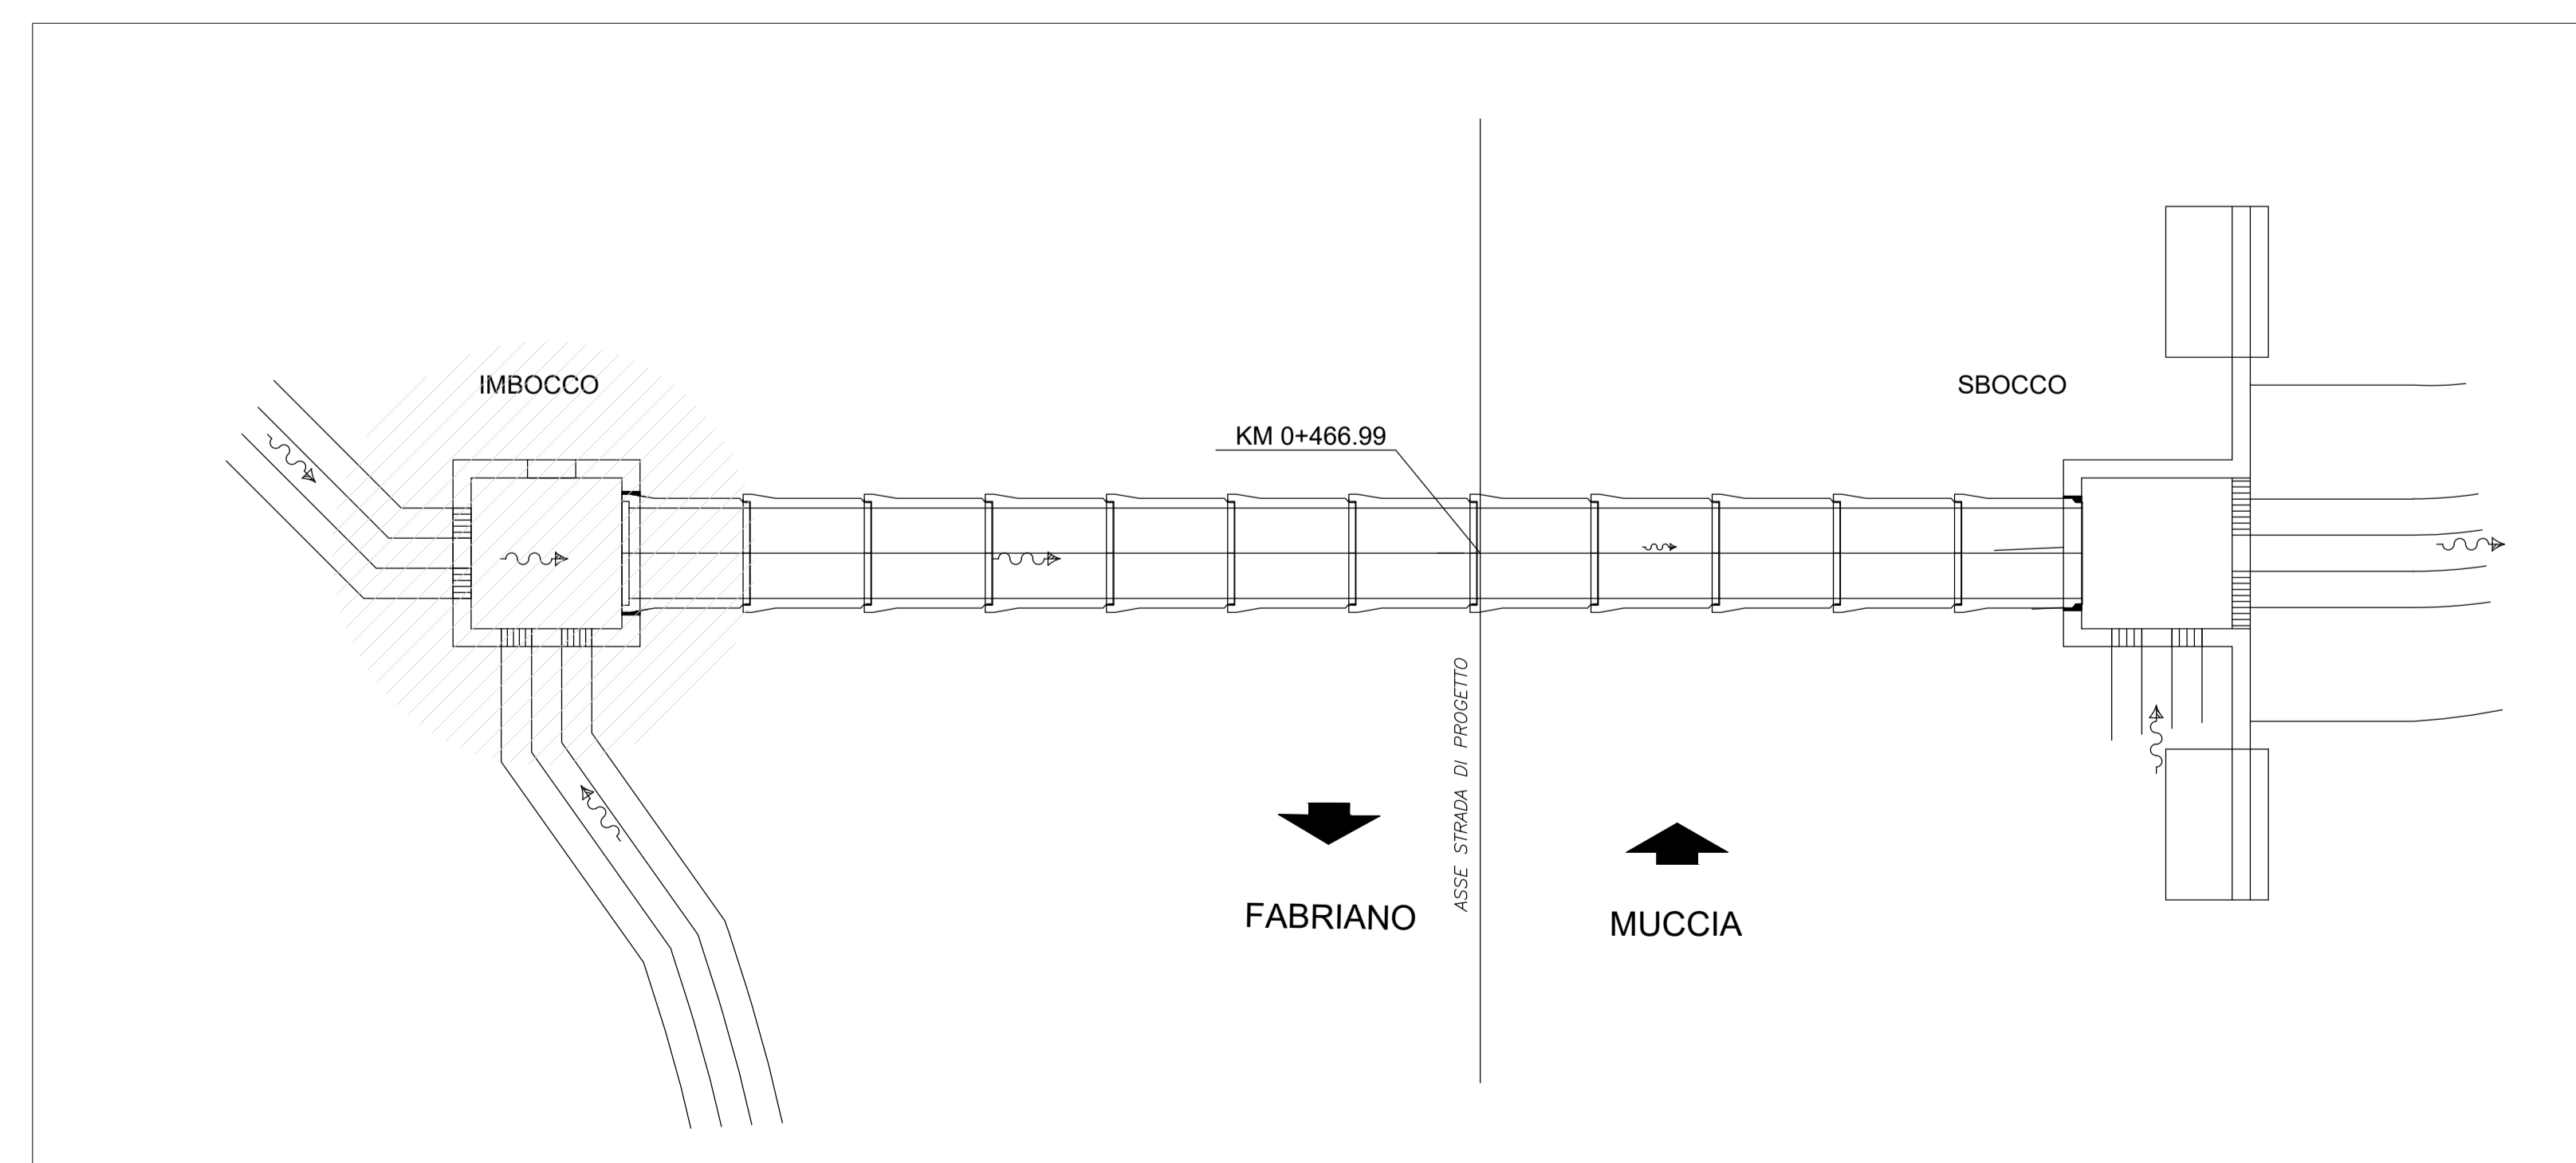 IMBOCCO
SBOCCO
KM 0+466.99
ASSE STRADA DI PROGETTO
FABRIANO
MUCCIA